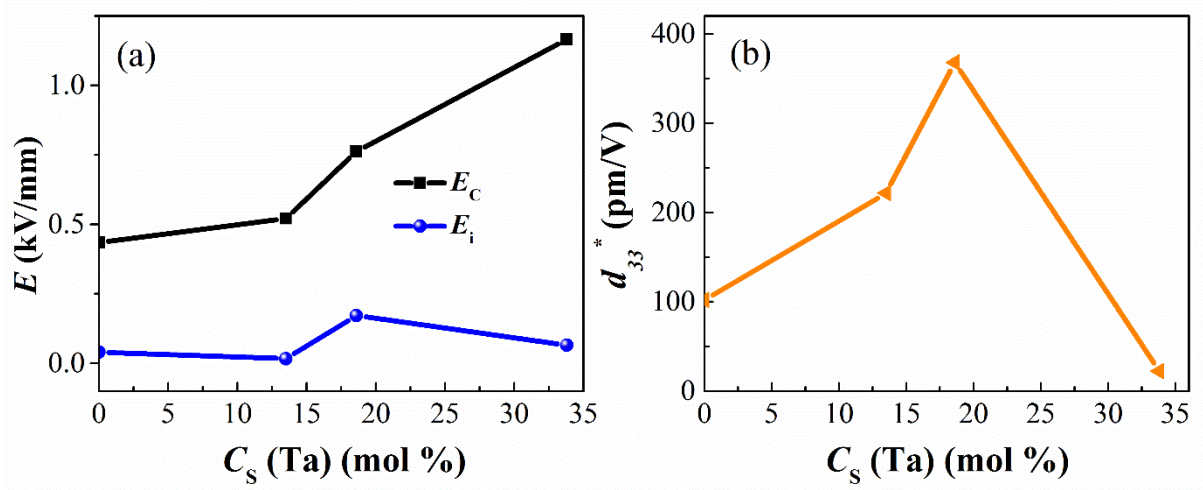 (a)
E (kV/mm)
1.0
0.5
0.0
E_C
E_i
0 5 10 15 20 25 30 35
C_S (Ta) (mol %)
(b)
d_33^* (pm/V)
400
300
200
100
0
0 5 10 15 20 25 30 35
C_S (Ta) (mol %)